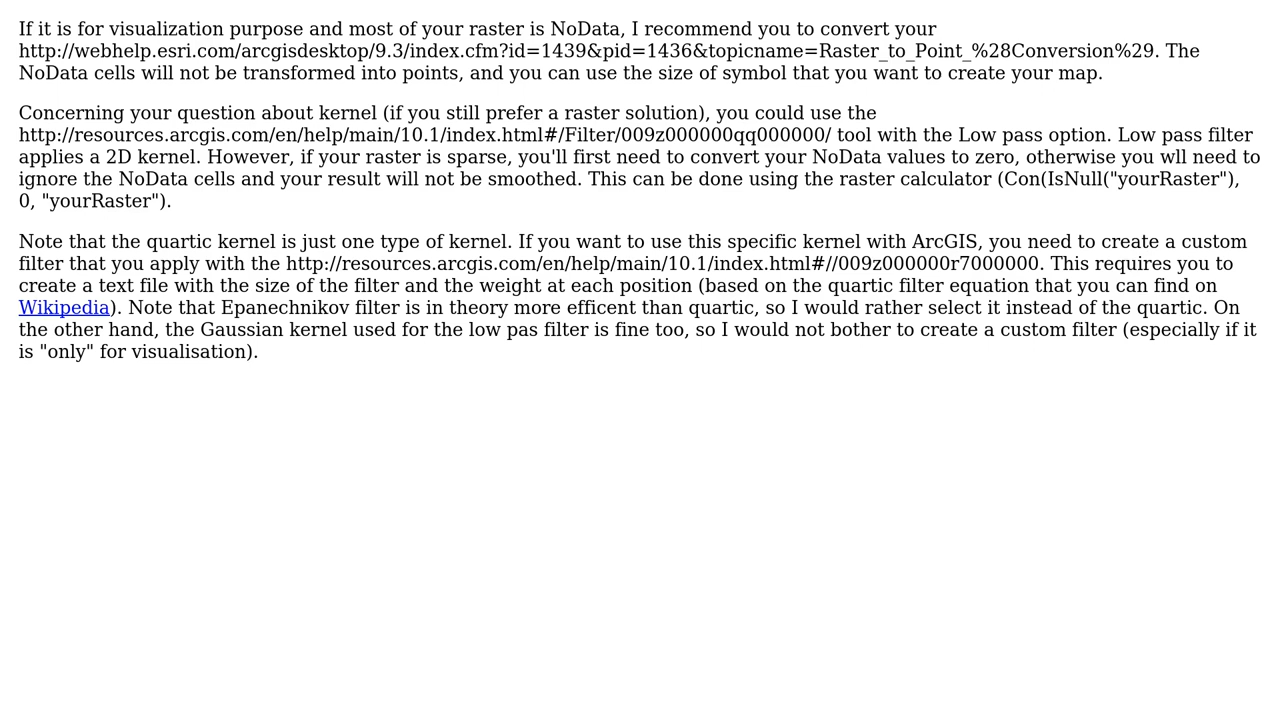 If it is for visualization purpose and most of your raster is NoData, I recommend you to convert your
http://webhelp.esri.com/arcgisdesktop/9.3/index.cfm?id=1439&pid=1436&topicname=Raster_to_Point_%28Conversion%29. The
NoData cells will not be transformed into points, and you can use the size of symbol that you want to create your map.
Concerning your question about kernel (if you still prefer a raster solution), you could use the
http://resources.arcgis.com/en/help/main/10.1/index.html#/Filter/009z000000qq000000/ tool with the Low pass option. Low pass filter
applies a 2D kernel. However, if your raster is sparse, you'll first need to convert your NoData values to zero, otherwise you wll need to
ignore the NoData cells and your result will not be smoothed. This can be done using the raster calculator (Con(IsNull("yourRaster"),
0, "yourRaster").
Note that the quartic kernel is just one type of kernel. If you want to use this specific kernel with ArcGIS, you need to create a custom
filter that you apply with the http://resources.arcgis.com/en/help/main/10.1/index.html#//009z000000r7000000. This requires you to
create a text file with the size of the filter and the weight at each position (based on the quartic filter equation that you can find on
Wikipedia). Note that Epanechnikov filter is in theory more efficent than quartic, so I would rather select it instead of the quartic. On
the other hand, the Gaussian kernel used for the low pas filter is fine too, so I would not bother to create a custom filter (especially if it
is "only" for visualisation).